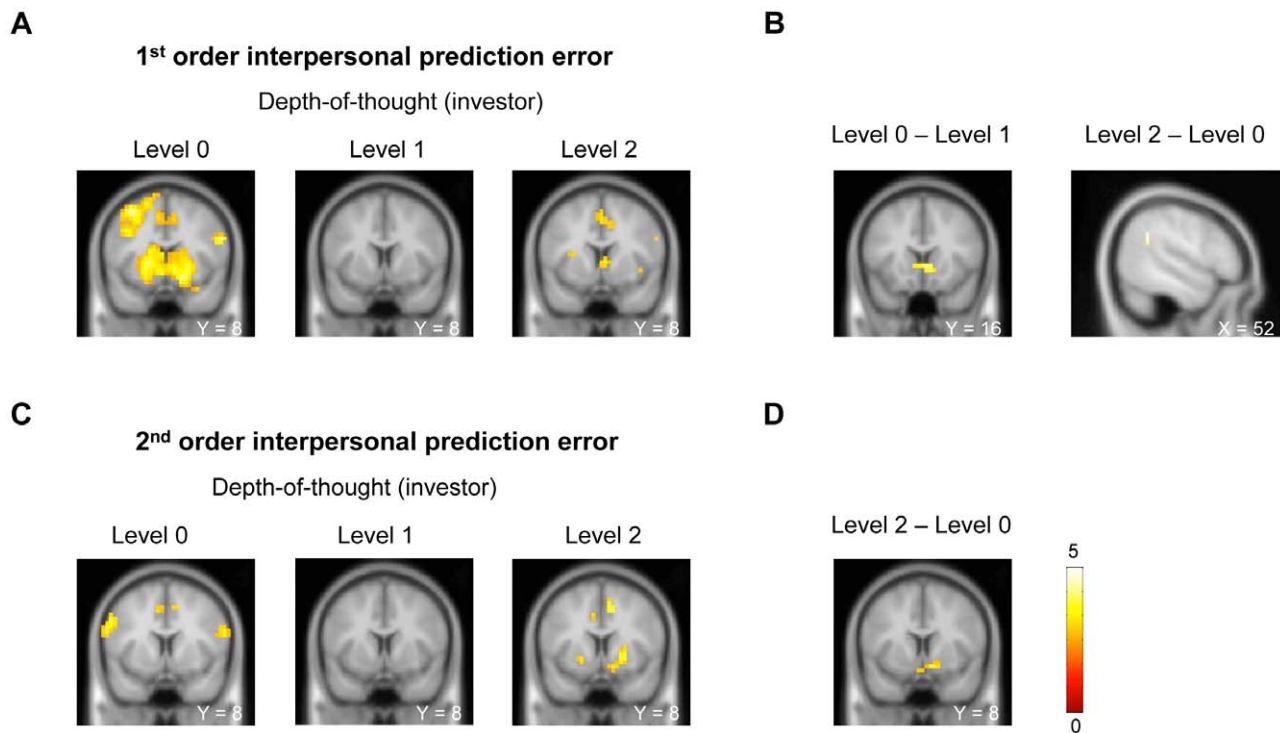 A
1st order interpersonal prediction error
Depth-of-thought (investor)
Level 0
Level 1
Level 2
Y = 8
Y = 8
Y = 8
B
Level 0 – Level 1
Level 2 – Level 0
Y = 16
X = 52
C
2nd order interpersonal prediction error
Depth-of-thought (investor)
Level 0
Level 1
Level 2
Y = 8
Y = 8
Y = 8
D
Level 2 – Level 0
Y = 8
5
0